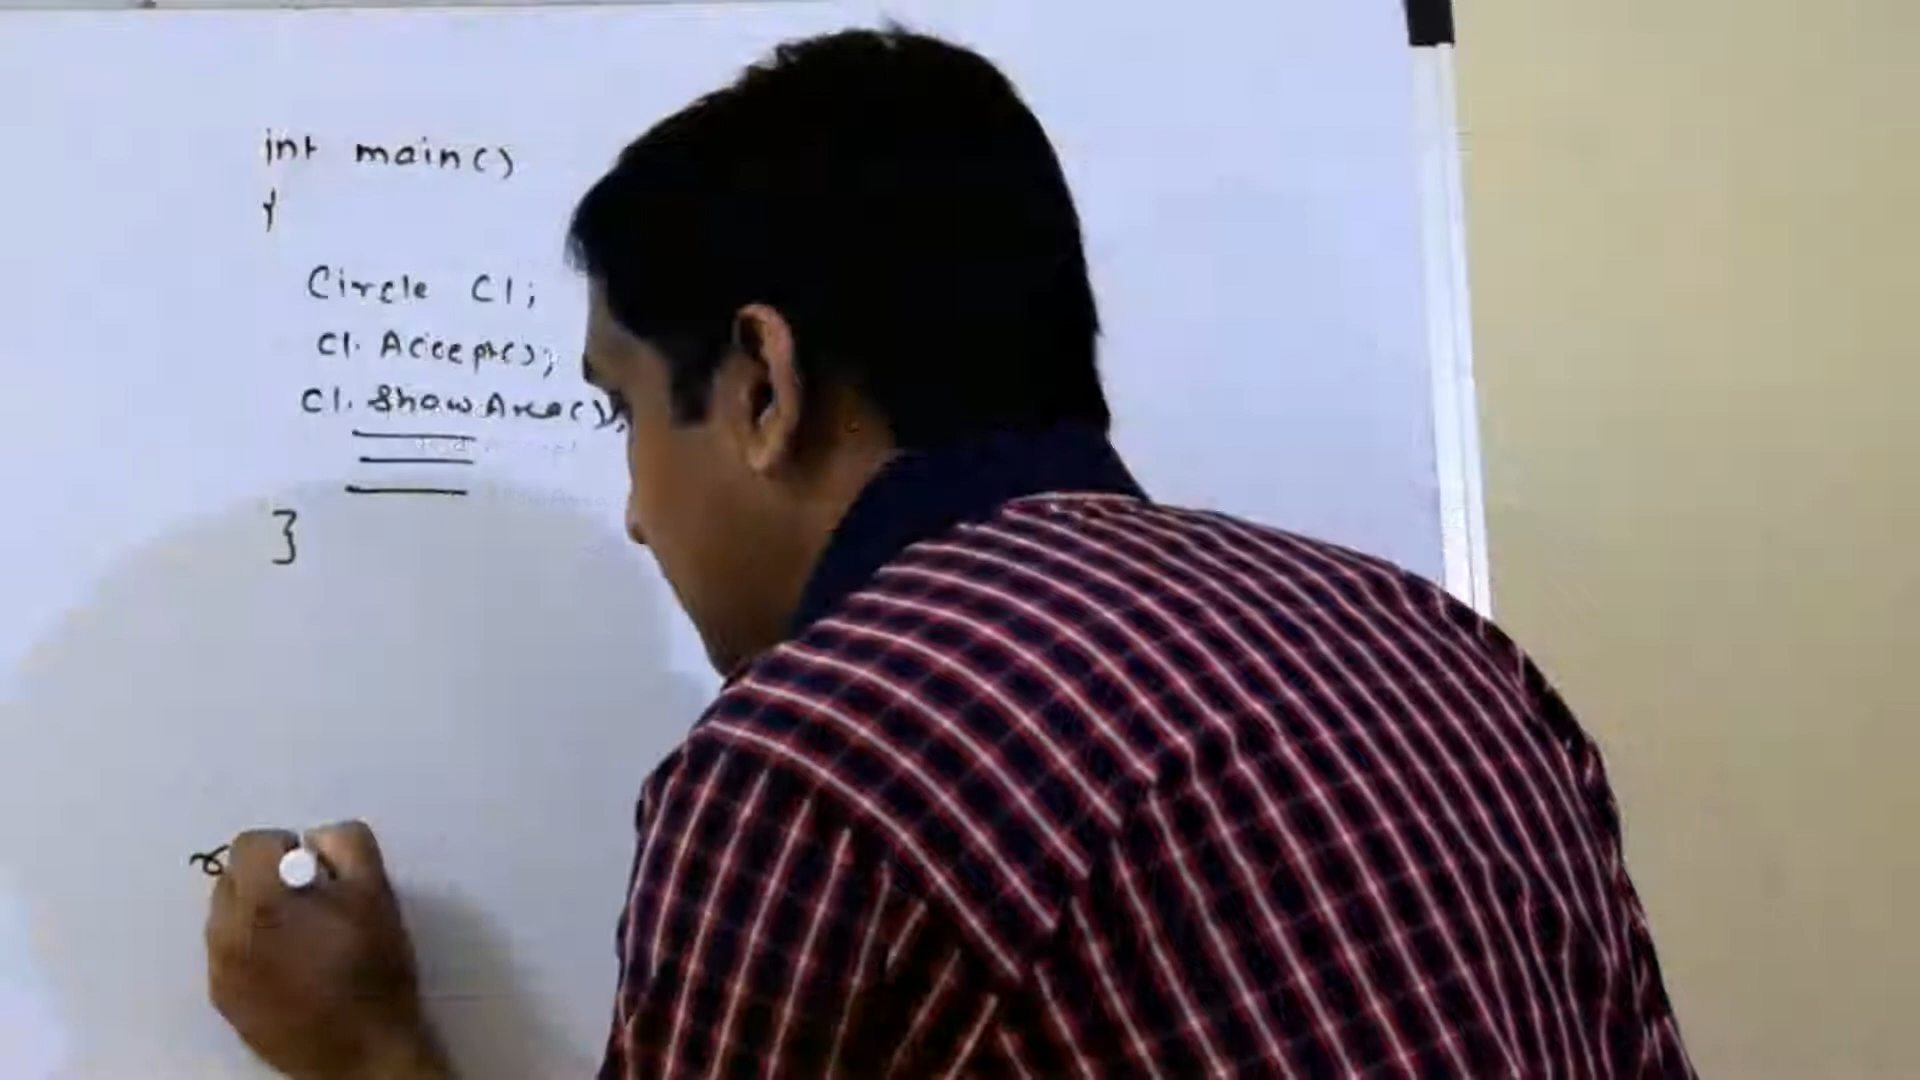 int main()
{
Circle C1;
C1. Accept();
C1. ShowArea();
}